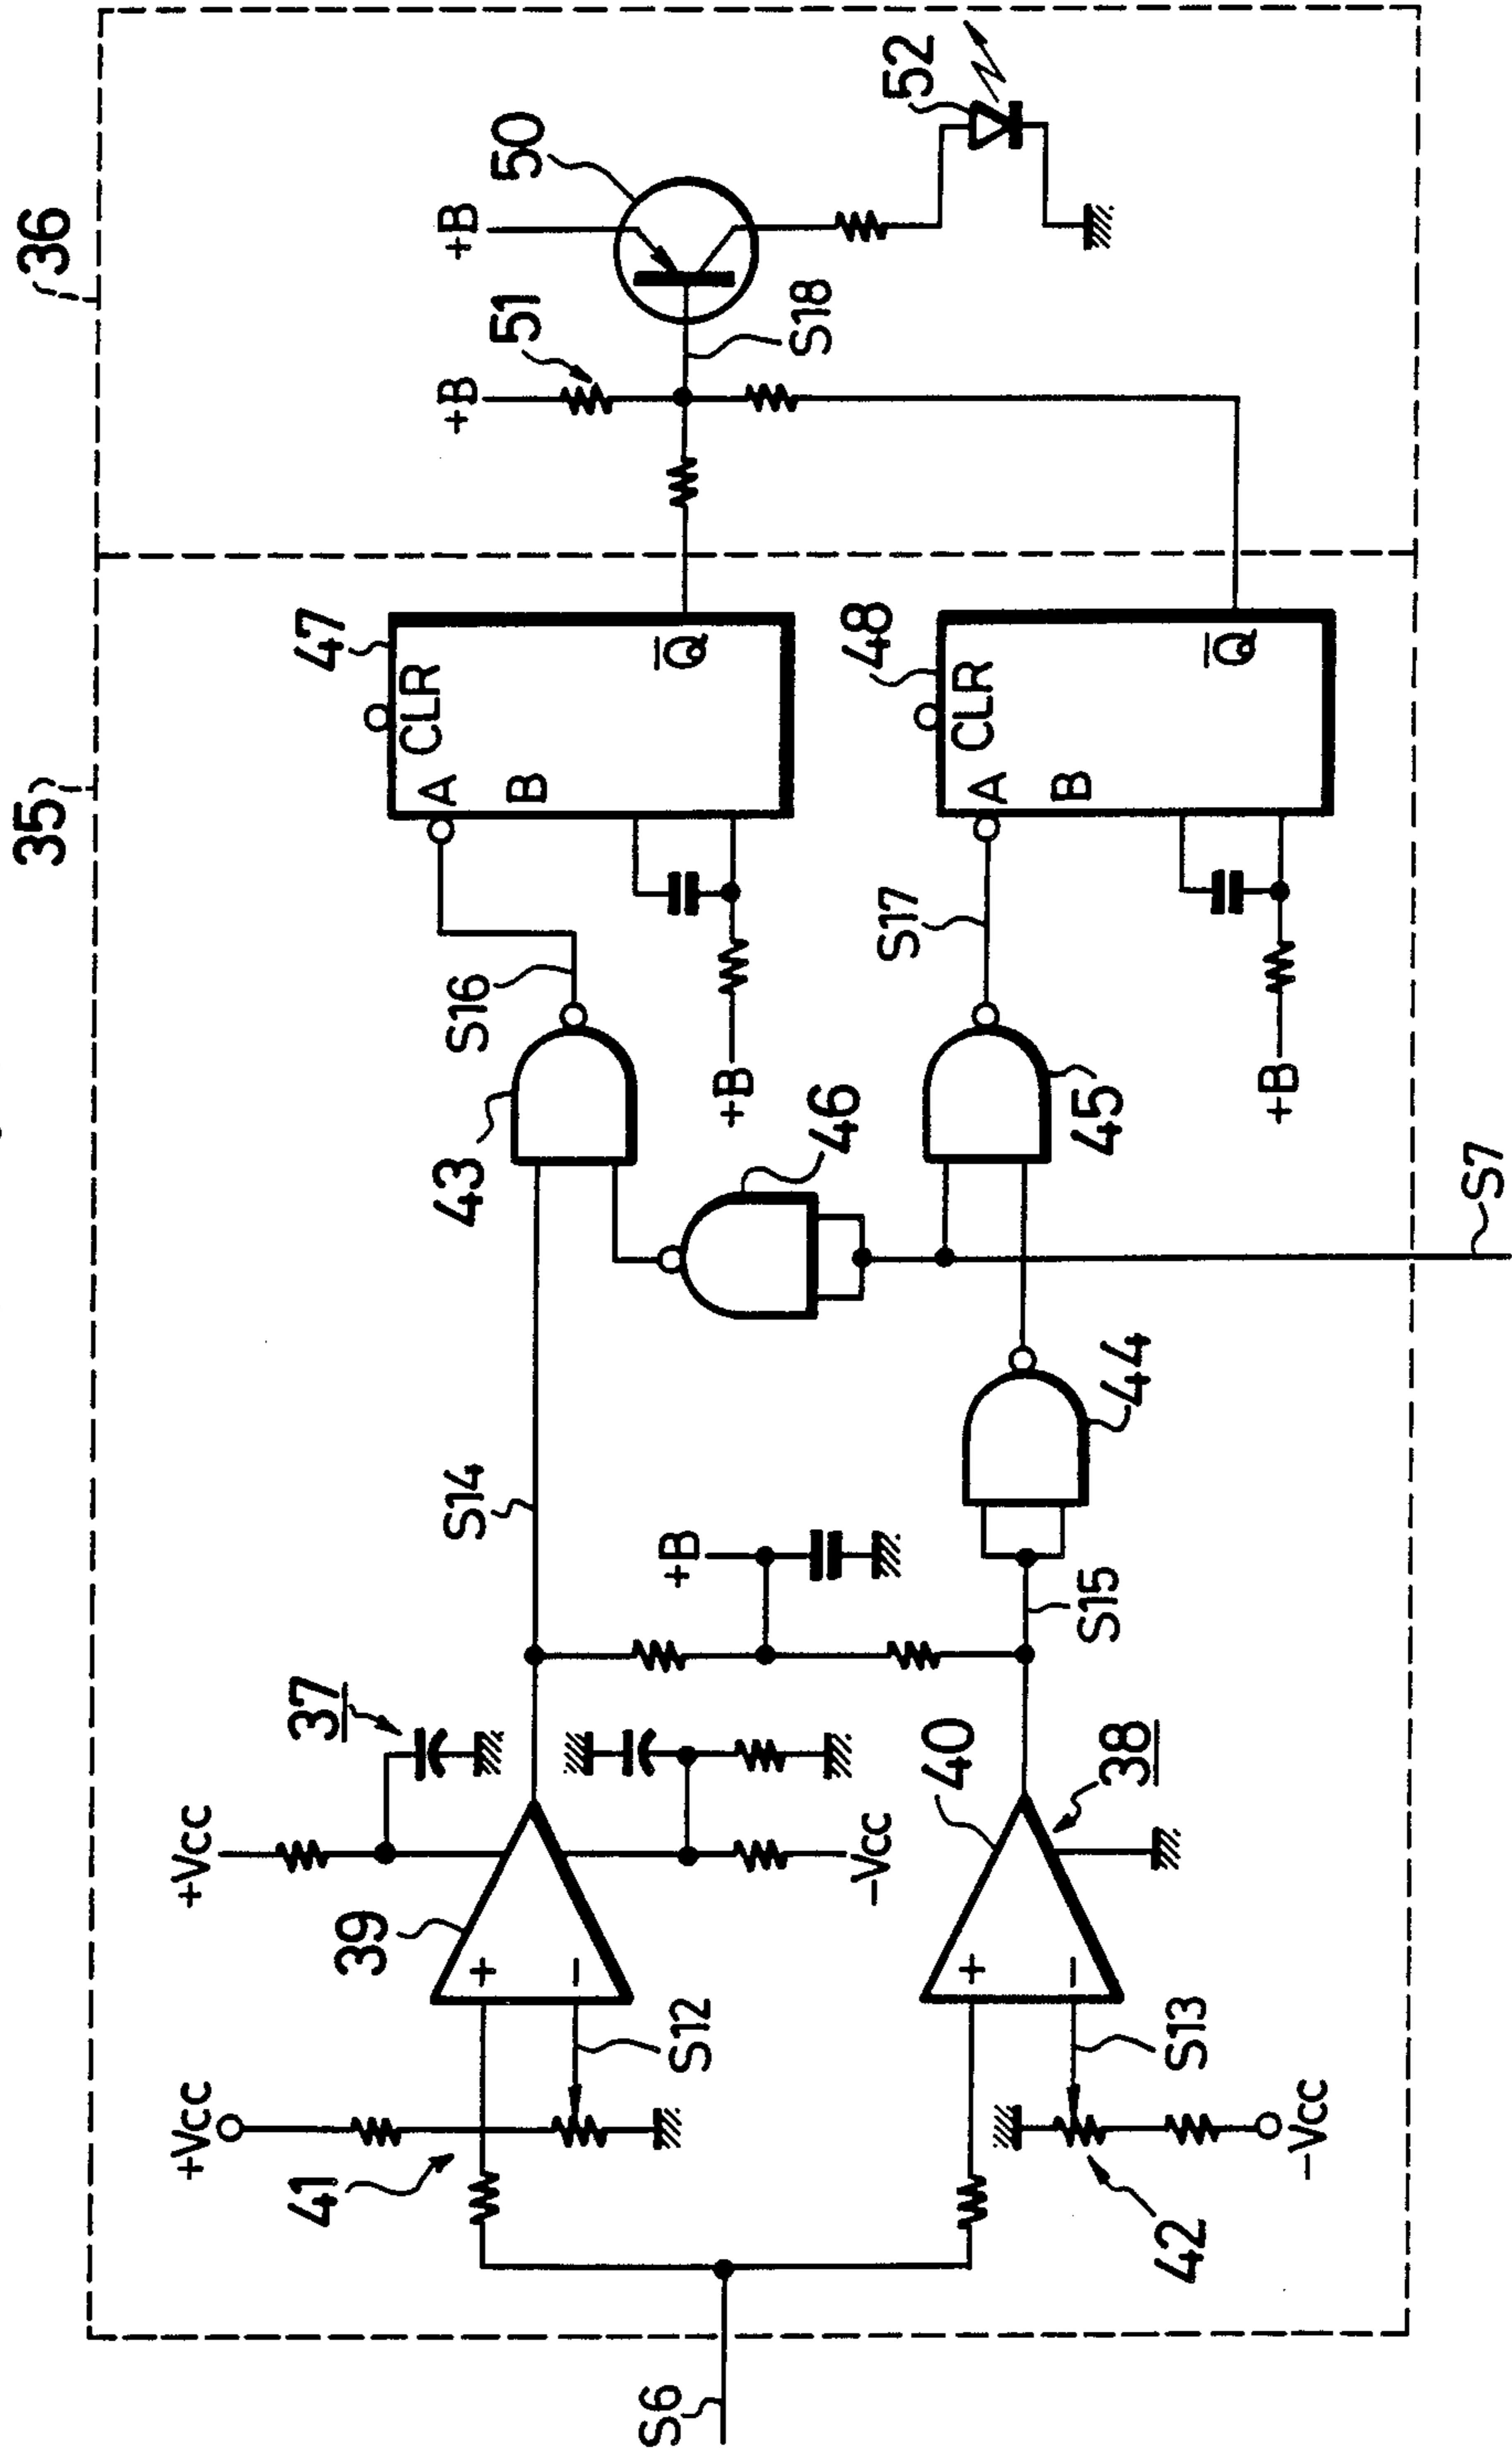 35
36
+Vcc
37
+Vcc
41
39
+
−
S12
−Vcc
S14
43
S16
47
CLR
A
B
Q̅
+B
51
+B
+B
50
S18
52
S6
+B
46
+B
40
38
+
−
S13
42
−Vcc
S15
44
45
S17
48
CLR
A
B
Q̅
+B
S7